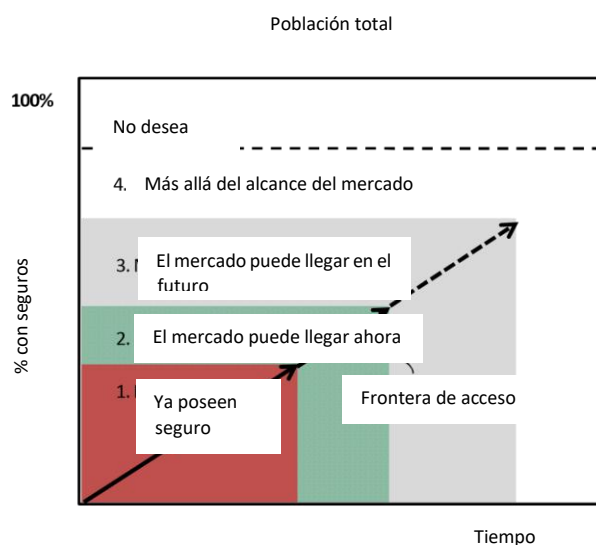 Población total
100%
No desea
4. Más allá del alcance del mercado
3.
El mercado puede llegar en el
futuro
2.
El mercado puede llegar ahora
1.
Ya poseen
seguro
Frontera de acceso
% con seguros
Tiempo